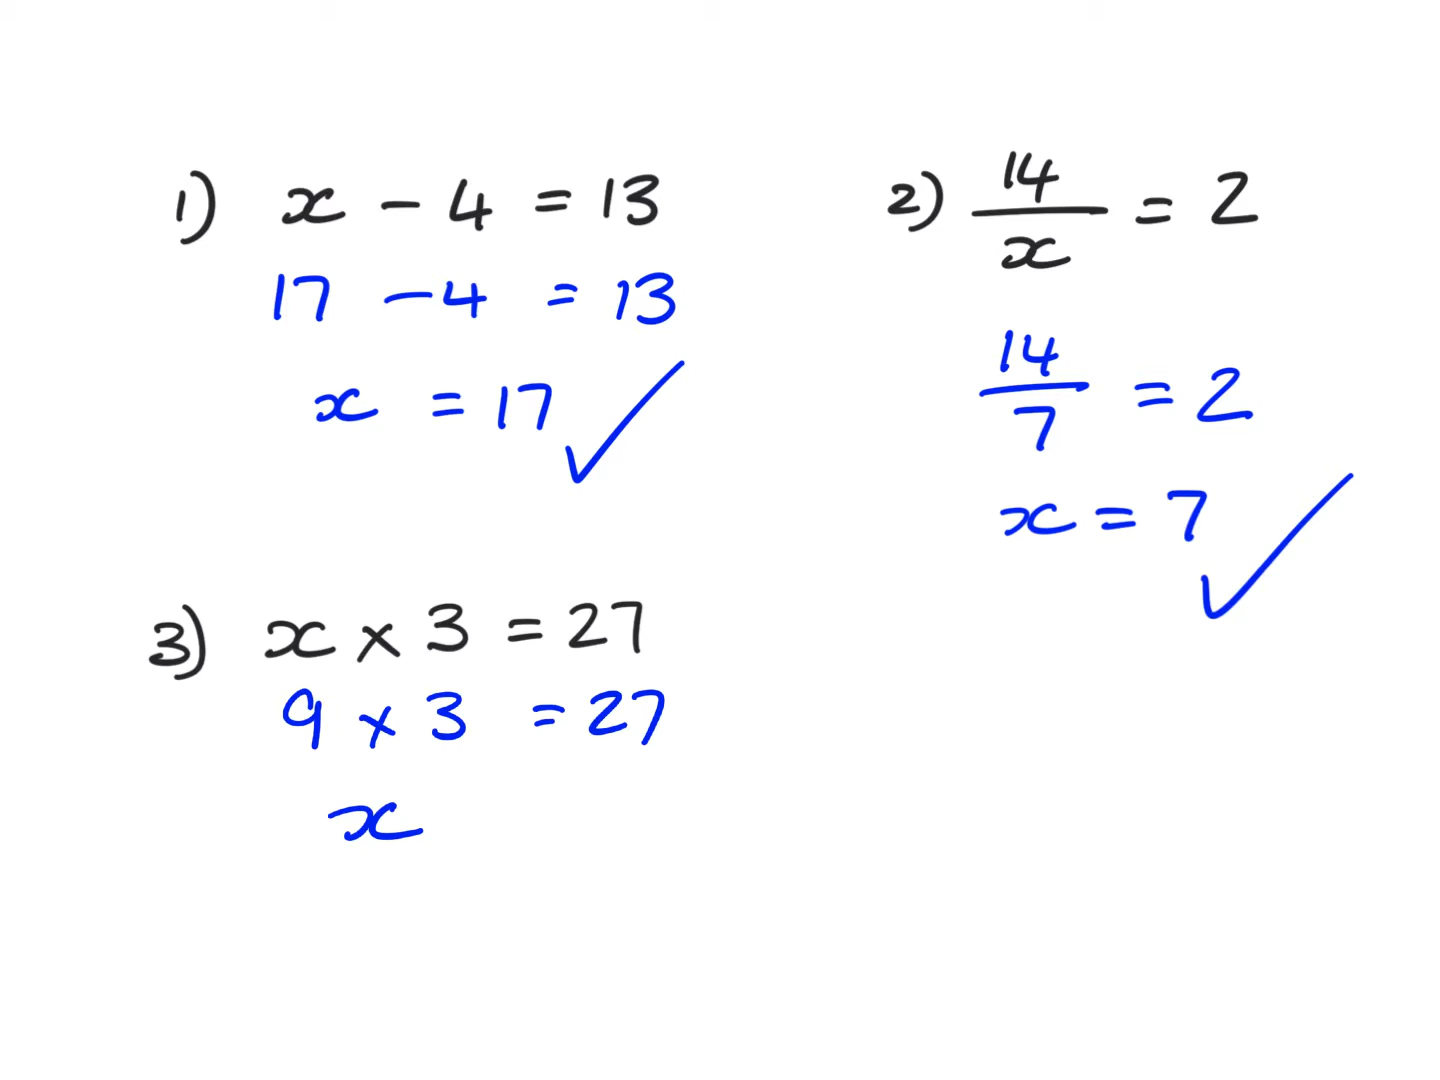 1) x - 4 = 13
17 - 4 = 13
x = 17 ✓
2) 14/x = 2
14/7 = 2
x = 7 ✓
3) x × 3 = 27
9 × 3 = 27
x